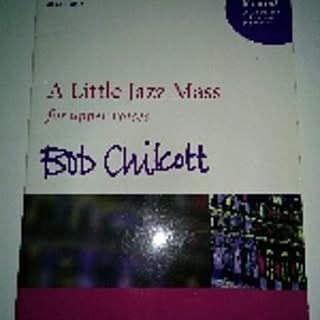 A Little Jazz Mass
for upper voices
Bob Chilcott